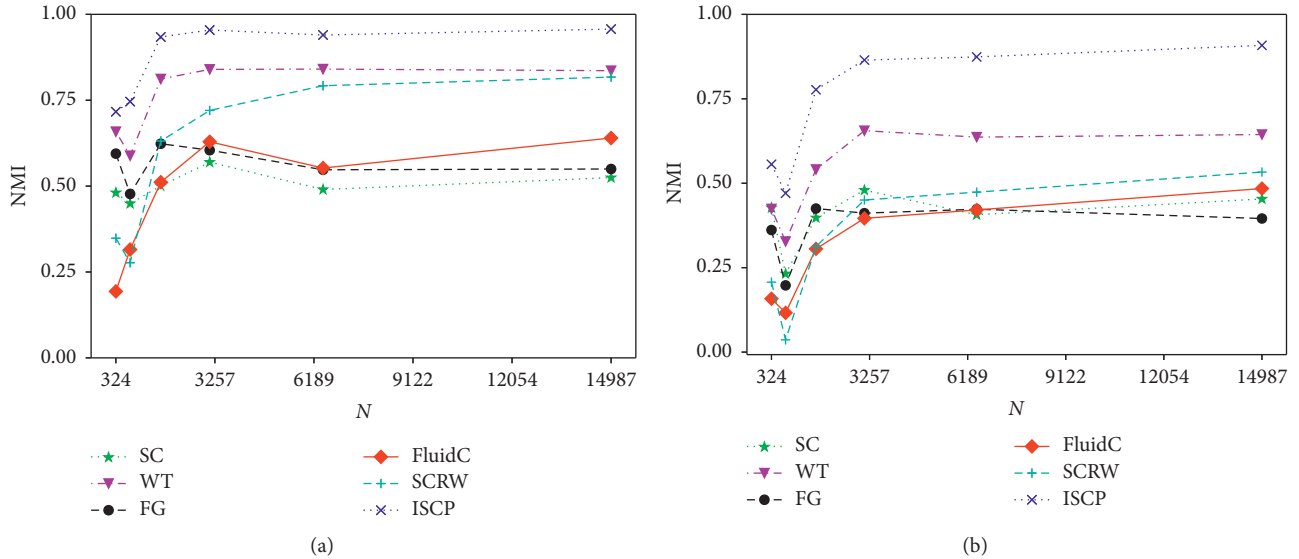 1.00
0.75
0.50
0.25
0.00
NMI
324 3257 6189 9122 12054 14987
N
SC
WT
FG
FluidC
SCRW
ISCP
(a)
1.00
0.75
0.50
0.25
0.00
NMI
324 3257 6189 9122 12054 14987
N
SC
WT
FG
FluidC
SCRW
ISCP
(b)